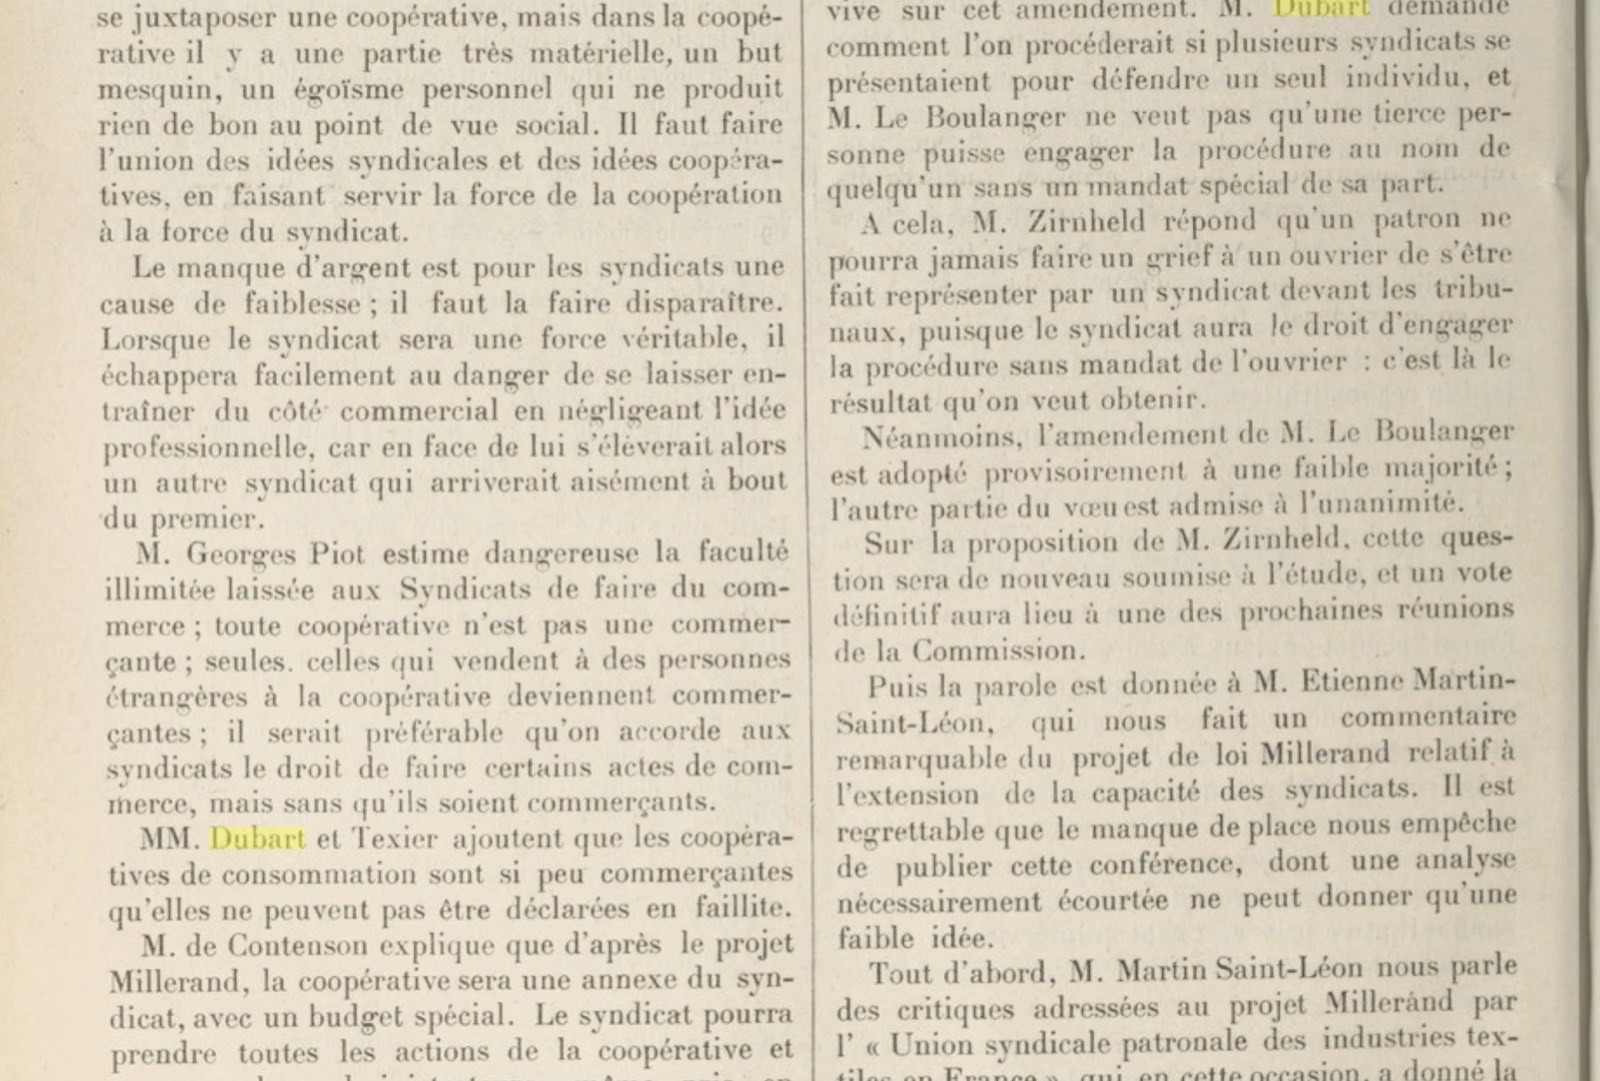 se juxtaposer une coopérative, mais dans la coopé-
rative il y a une partie très matérielle, un but
mesquin, un égoïsme personnel qui ne produit
rien de bon au point de vue social. Il faut faire
l'union des idées syndicales et des idées coopéra-
tives, en faisant servir la force de la coopération
à la force du syndicat.
Le manque d'argent est pour les syndicats une
cause de faiblesse ; il faut la faire disparaître.
Lorsque le syndicat sera une force véritable, il
échappera facilement au danger de se laisser en-
traîner du côté commercial en négligeant l'idée
professionnelle, car en face de lui s'élèverait alors
un autre syndicat qui arriverait aisément à bout
du premier.
M. Georges Piot estime dangereuse la faculté
illimitée laissée aux Syndicats de faire du com-
merce ; toute coopérative n'est pas une commer-
çante ; seules. celles qui vendent à des personnes
étrangères à la coopérative deviennent commer-
çantes ; il serait préférable qu'on accorde aux
syndicats le droit de faire certains actes de com-
merce, mais sans qu'ils soient commerçants.
MM. Dubart et Texier ajoutent que les coopéra-
tives de consommation sont si peu commerçantes
qu'elles ne peuvent pas être déclarées en faillite.
M. de Contenson explique que d'après le projet
Millerand, la coopérative sera une annexe du syn-
dicat, avec un budget spécial. Le syndicat pourra
prendre toutes les actions de la coopérative et
vive sur cet amendement. M. Dubart demande
comment l'on procéderait si plusieurs syndicats se
présentaient pour défendre un seul individu, et
M. Le Boulanger ne veut pas qu'une tierce per-
sonne puisse engager la procédure au nom de
quelqu'un sans un mandat spécial de sa part.
A cela, M. Zirnheld répond qu'un patron ne
pourra jamais faire un grief à un ouvrier de s'être
fait représenter par un syndicat devant les tribu-
naux, puisque le syndicat aura le droit d'engager
la procédure sans mandat de l'ouvrier : c'est là le
résultat qu'on veut obtenir.
Néanmoins, l'amendement de M. Le Boulanger
est adopté provisoirement à une faible majorité ;
l'autre partie du vœu est admise à l'unanimité.
Sur la proposition de M. Zirnheld, cette ques-
tion sera de nouveau soumise à l'étude, et un vote
définitif aura lieu à une des prochaines réunions
de la Commission.
Puis la parole est donnée à M. Etienne Martin-
Saint-Léon, qui nous fait un commentaire
remarquable du projet de loi Millerand relatif à
l'extension de la capacité des syndicats. Il est
regrettable que le manque de place nous empêche
de publier cette conférence, dont une analyse
nécessairement écourtée ne peut donner qu'une
faible idée.
Tout d'abord, M. Martin Saint-Léon nous parle
des critiques adressées au projet Millerand par
l' « Union syndicale patronale des industries tex-
tiles en France », qui, en cette occasion, a donné la